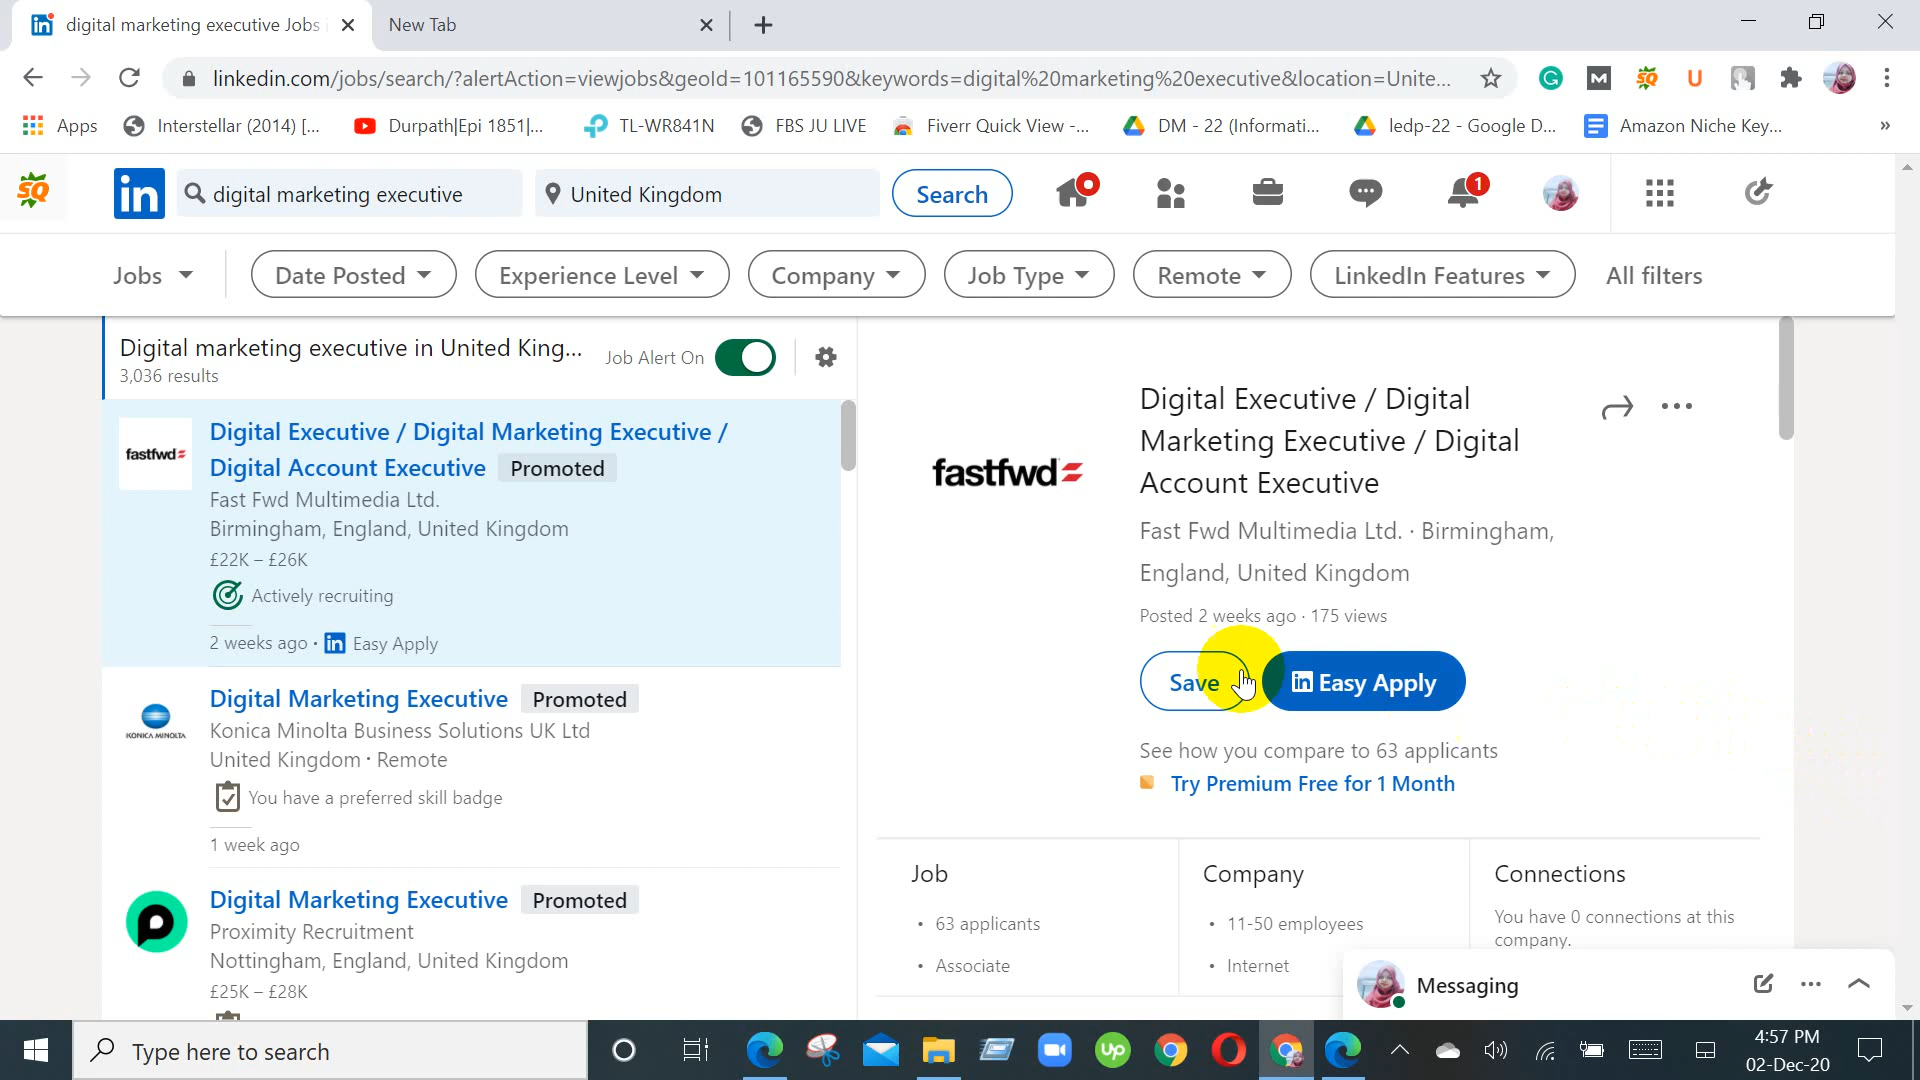 digital marketing executive Jobs i
New Tab
linkedin.com/jobs/search/?alertAction=viewjobs&geoId=101165590&keywords=digital%20marketing%20executive&location=Unite...
Apps
Interstellar (2014) [...
Durpath|Epi 1851|...
TL-WR841N
FBS JU LIVE
Fiverr Quick View -...
DM - 22 (Informati...
ledp-22 - Google D...
Amazon Niche Key...
»
SQ
in
digital marketing executive
United Kingdom
Search
1
Jobs
Date Posted
Experience Level
Company
Job Type
Remote
LinkedIn Features
All filters
Digital marketing executive in United King...
3,036 results
Job Alert On
fastfwd
Digital Executive / Digital Marketing Executive /
Digital Account Executive Promoted
Fast Fwd Multimedia Ltd.
Birmingham, England, United Kingdom
£22K – £26K
Actively recruiting
2 weeks ago · in Easy Apply
KONICA MINOLTA
Digital Marketing Executive Promoted
Konica Minolta Business Solutions UK Ltd
United Kingdom · Remote
You have a preferred skill badge
1 week ago
Digital Marketing Executive Promoted
Proximity Recruitment
Nottingham, England, United Kingdom
£25K – £28K
fastfwd
Digital Executive / Digital
Marketing Executive / Digital
Account Executive
Fast Fwd Multimedia Ltd. · Birmingham,
England, United Kingdom
Posted 2 weeks ago · 175 views
Save
in Easy Apply
See how you compare to 63 applicants
Try Premium Free for 1 Month
Job
• 63 applicants
• Associate
Company
• 11-50 employees
• Internet
Connections
You have 0 connections at this
company.
Messaging
Type here to search
up
4:57 PM
02-Dec-20